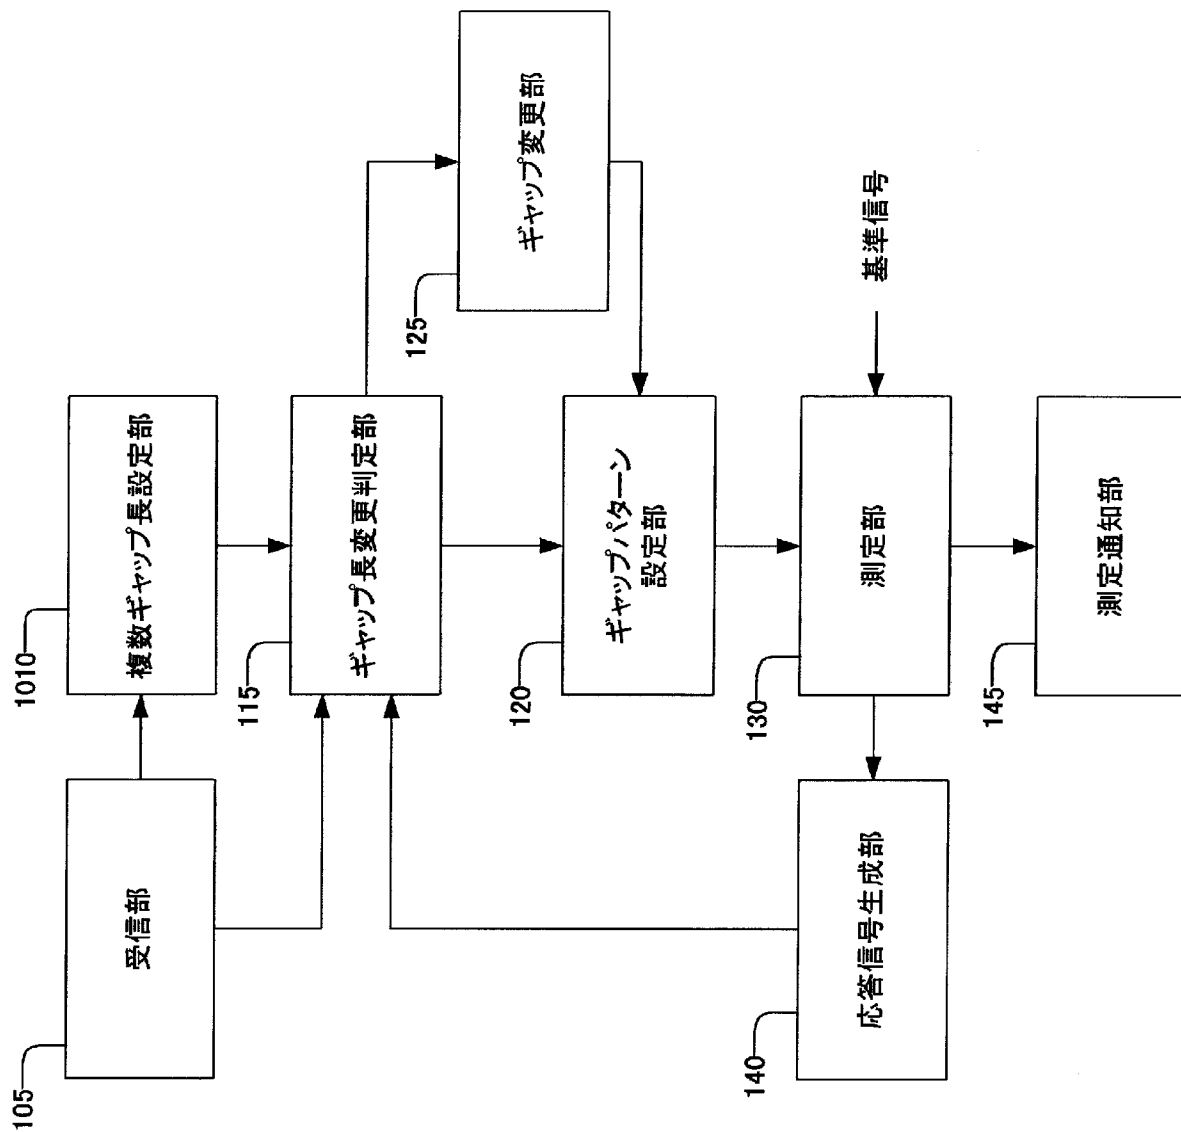 105
受信部
1010
複数ギャップ長設定部
115
ギャップ長変更判定部
125
ギャップ変更部
120
ギャップパターン
設定部
130
測定部
基準信号
140
応答信号生成部
145
測定通知部